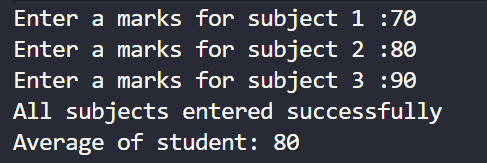 Enter a marks for subject 1 :70
Enter a marks for subject 2 :80
Enter a marks for subject 3 :90
All subjects entered successfully
Average of student: 80